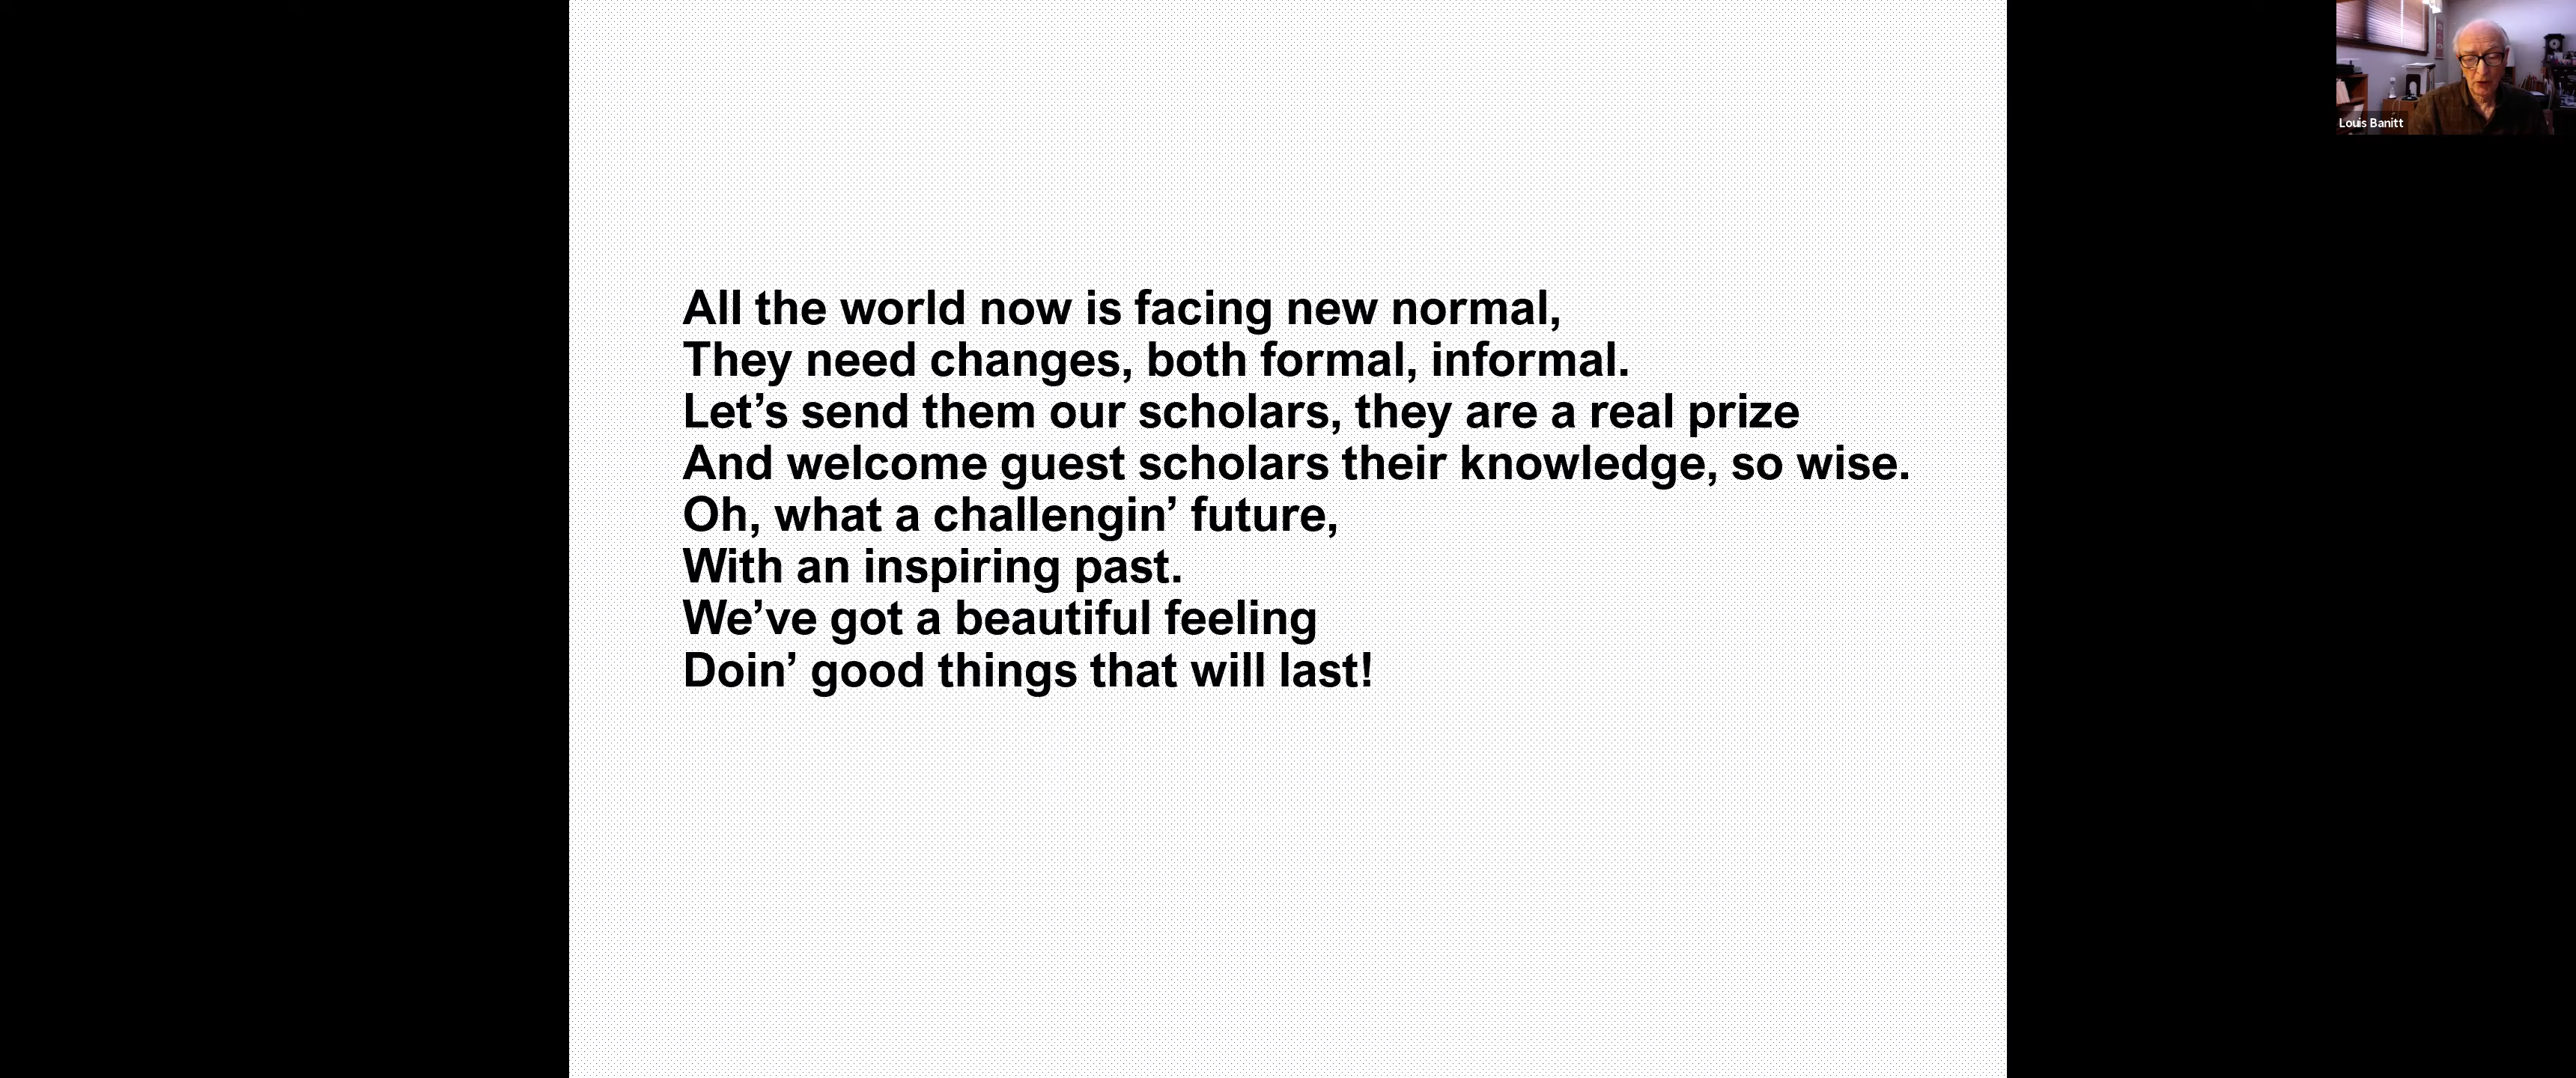 All the world now is facing new normal,
They need changes, both formal, informal.
Let’s send them our scholars, they are a real prize
And welcome guest scholars their knowledge, so wise.
Oh, what a challengin’ future,
With an inspiring past.
We’ve got a beautiful feeling
Doin’ good things that will last!
Louis Banitt